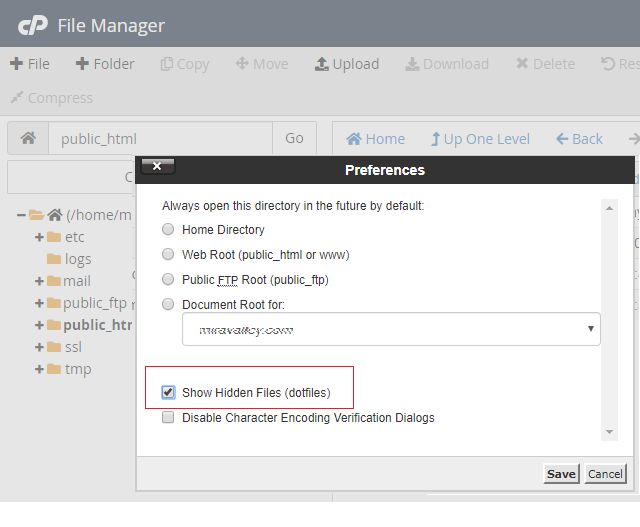 cP File Manager
File Folder Copy Move Upload Download Delete Res
Compress
public_html Go Home Up One Level Back
Preferences
Always open this directory in the future by default:
Home Directory
Web Root (public_html or www)
Public FTP Root (public_ftp)
Document Root for:
Show Hidden Files (dotfiles)
Disable Character Encoding Verification Dialogs
Save Cancel
C
(/home/m
etc
logs
mail
public_ftp
public_htr
ssl
tmp